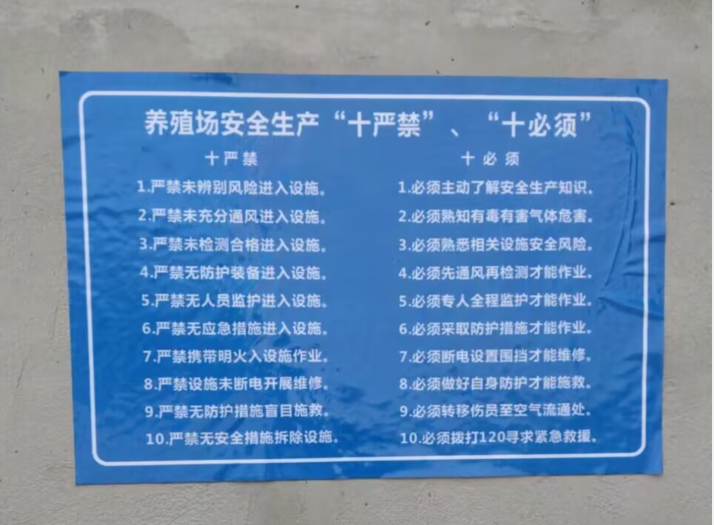 养殖场安全生产“十严禁”、“十必须”
十严禁
1.严禁未辨别风险进入设施。
2.严禁未充分通风进入设施。
3.严禁未检测合格进入设施。
4.严禁无防护装备进入设施。
5.严禁无人员监护进入设施。
6.严禁无应急措施进入设施。
7.严禁携带明火入设施作业。
8.严禁设施未断电开展维修。
9.严禁无防护措施盲目施救。
10.严禁无安全措施拆除设施。
十必须
1.必须主动了解安全生产知识。
2.必须熟知有毒有害气体危害。
3.必须熟悉相关设施安全风险。
4.必须先通风再检测才能作业。
5.必须专人全程监护才能作业。
6.必须采取防护措施才能作业。
7.必须断电设置围挡才能维修。
8.必须做好自身防护才能施救。
9.必须转移伤员至空气流通处。
10.必须拨打120寻求紧急救援。